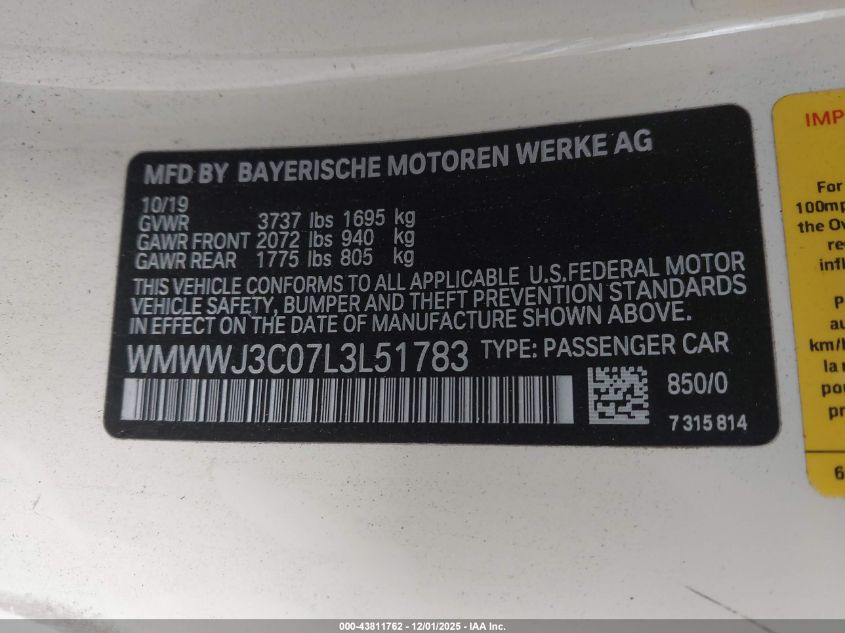 MFD BY BAYERISCHE MOTOREN WERKE AG
10/19
GVWR 3737 lbs 1695 kg
GAWR FRONT 2072 lbs 940 kg
GAWR REAR 1775 lbs 805 kg
THIS VEHICLE CONFORMS TO ALL APPLICABLE U.S.FEDERAL MOTOR
VEHICLE SAFETY, BUMPER AND THEFT PREVENTION STANDARDS
IN EFFECT ON THE DATE OF MANUFACTURE SHOWN ABOVE.
WMWWJ3C07L3L51783 TYPE: PASSENGER CAR
850/0
7 315 814
IMP
For
100mp
the Ov
re
infl
P
au
km/h
la
po
pr
6
000-43811762 - 12/01/2025 - IAA Inc.